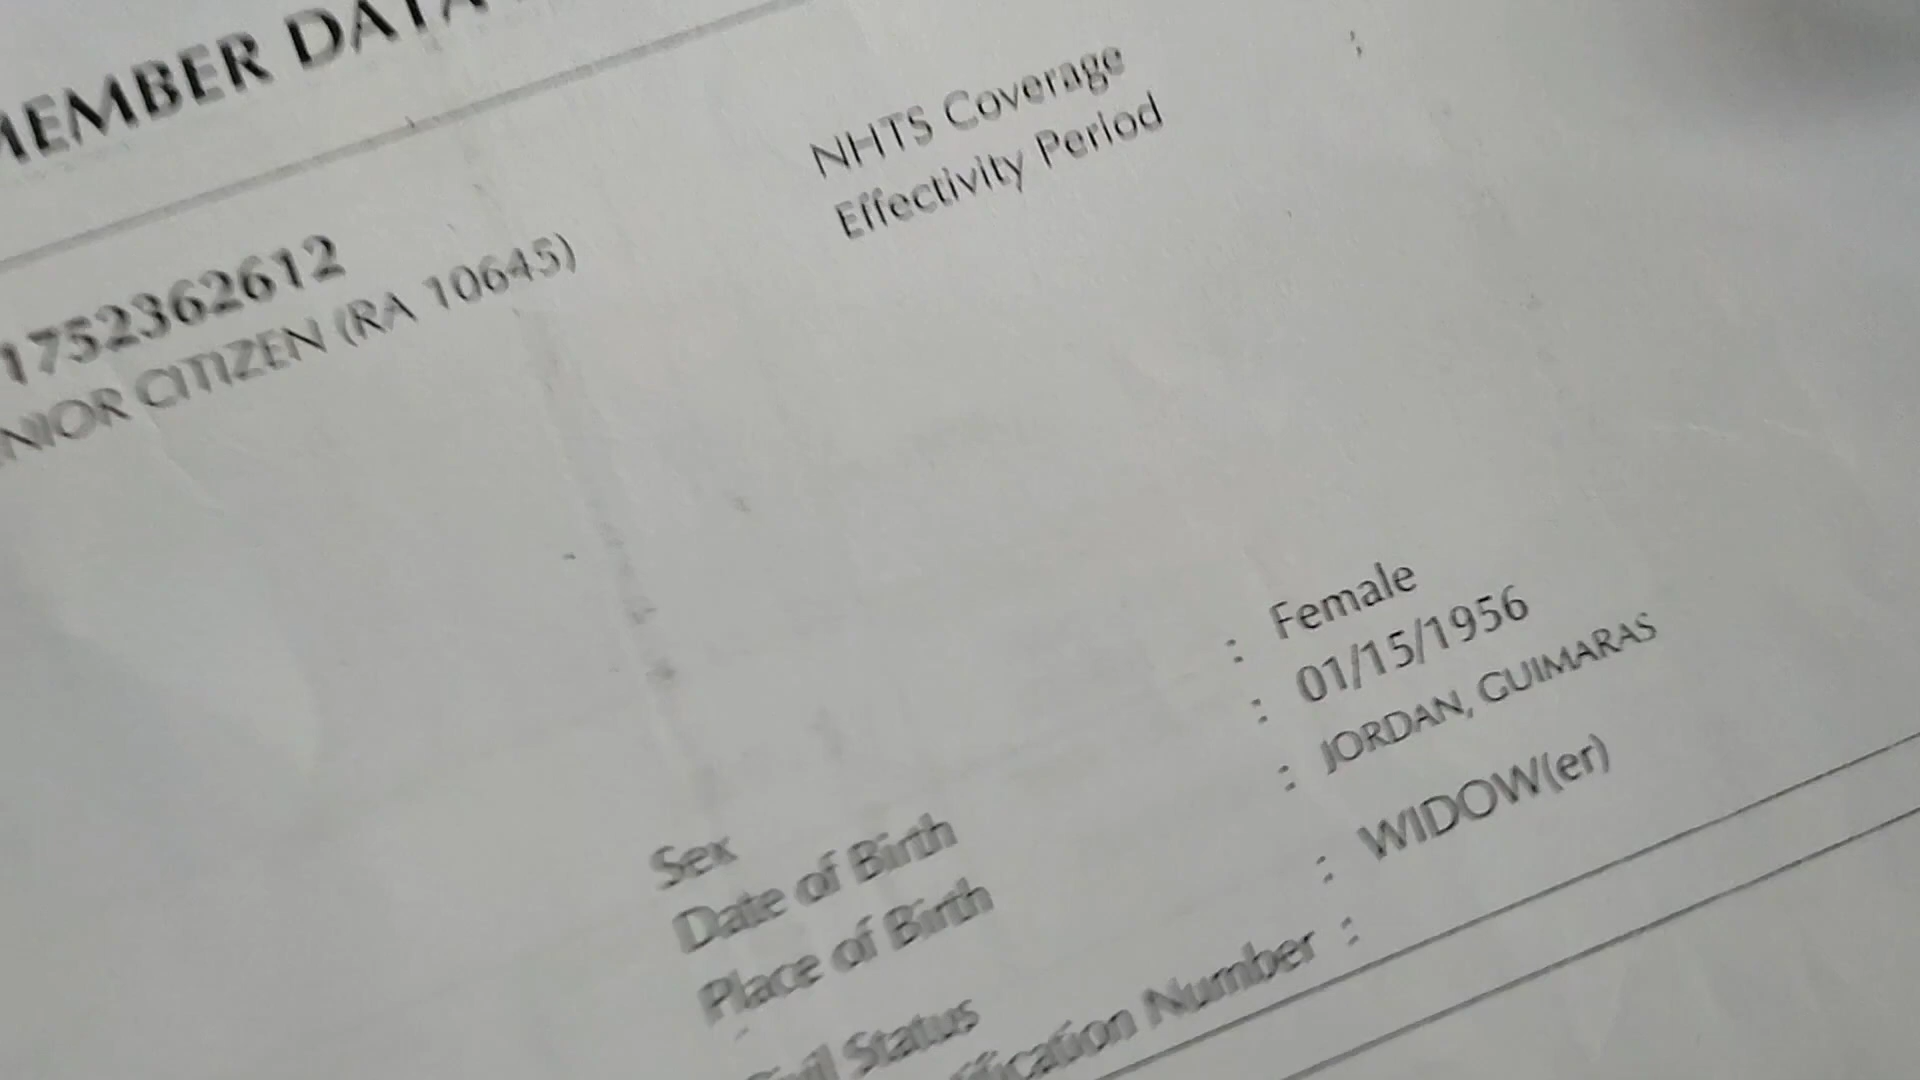 MEMBER DATA
1752362612
NIOR CITIZEN (RA 10645)
NHTS Coverage
Effectivity Period
:
Sex : Female
Date of Birth : 01/15/1956
Place of Birth : JORDAN, GUIMARAS
Civil Status : WIDOW(er)
ification Number :